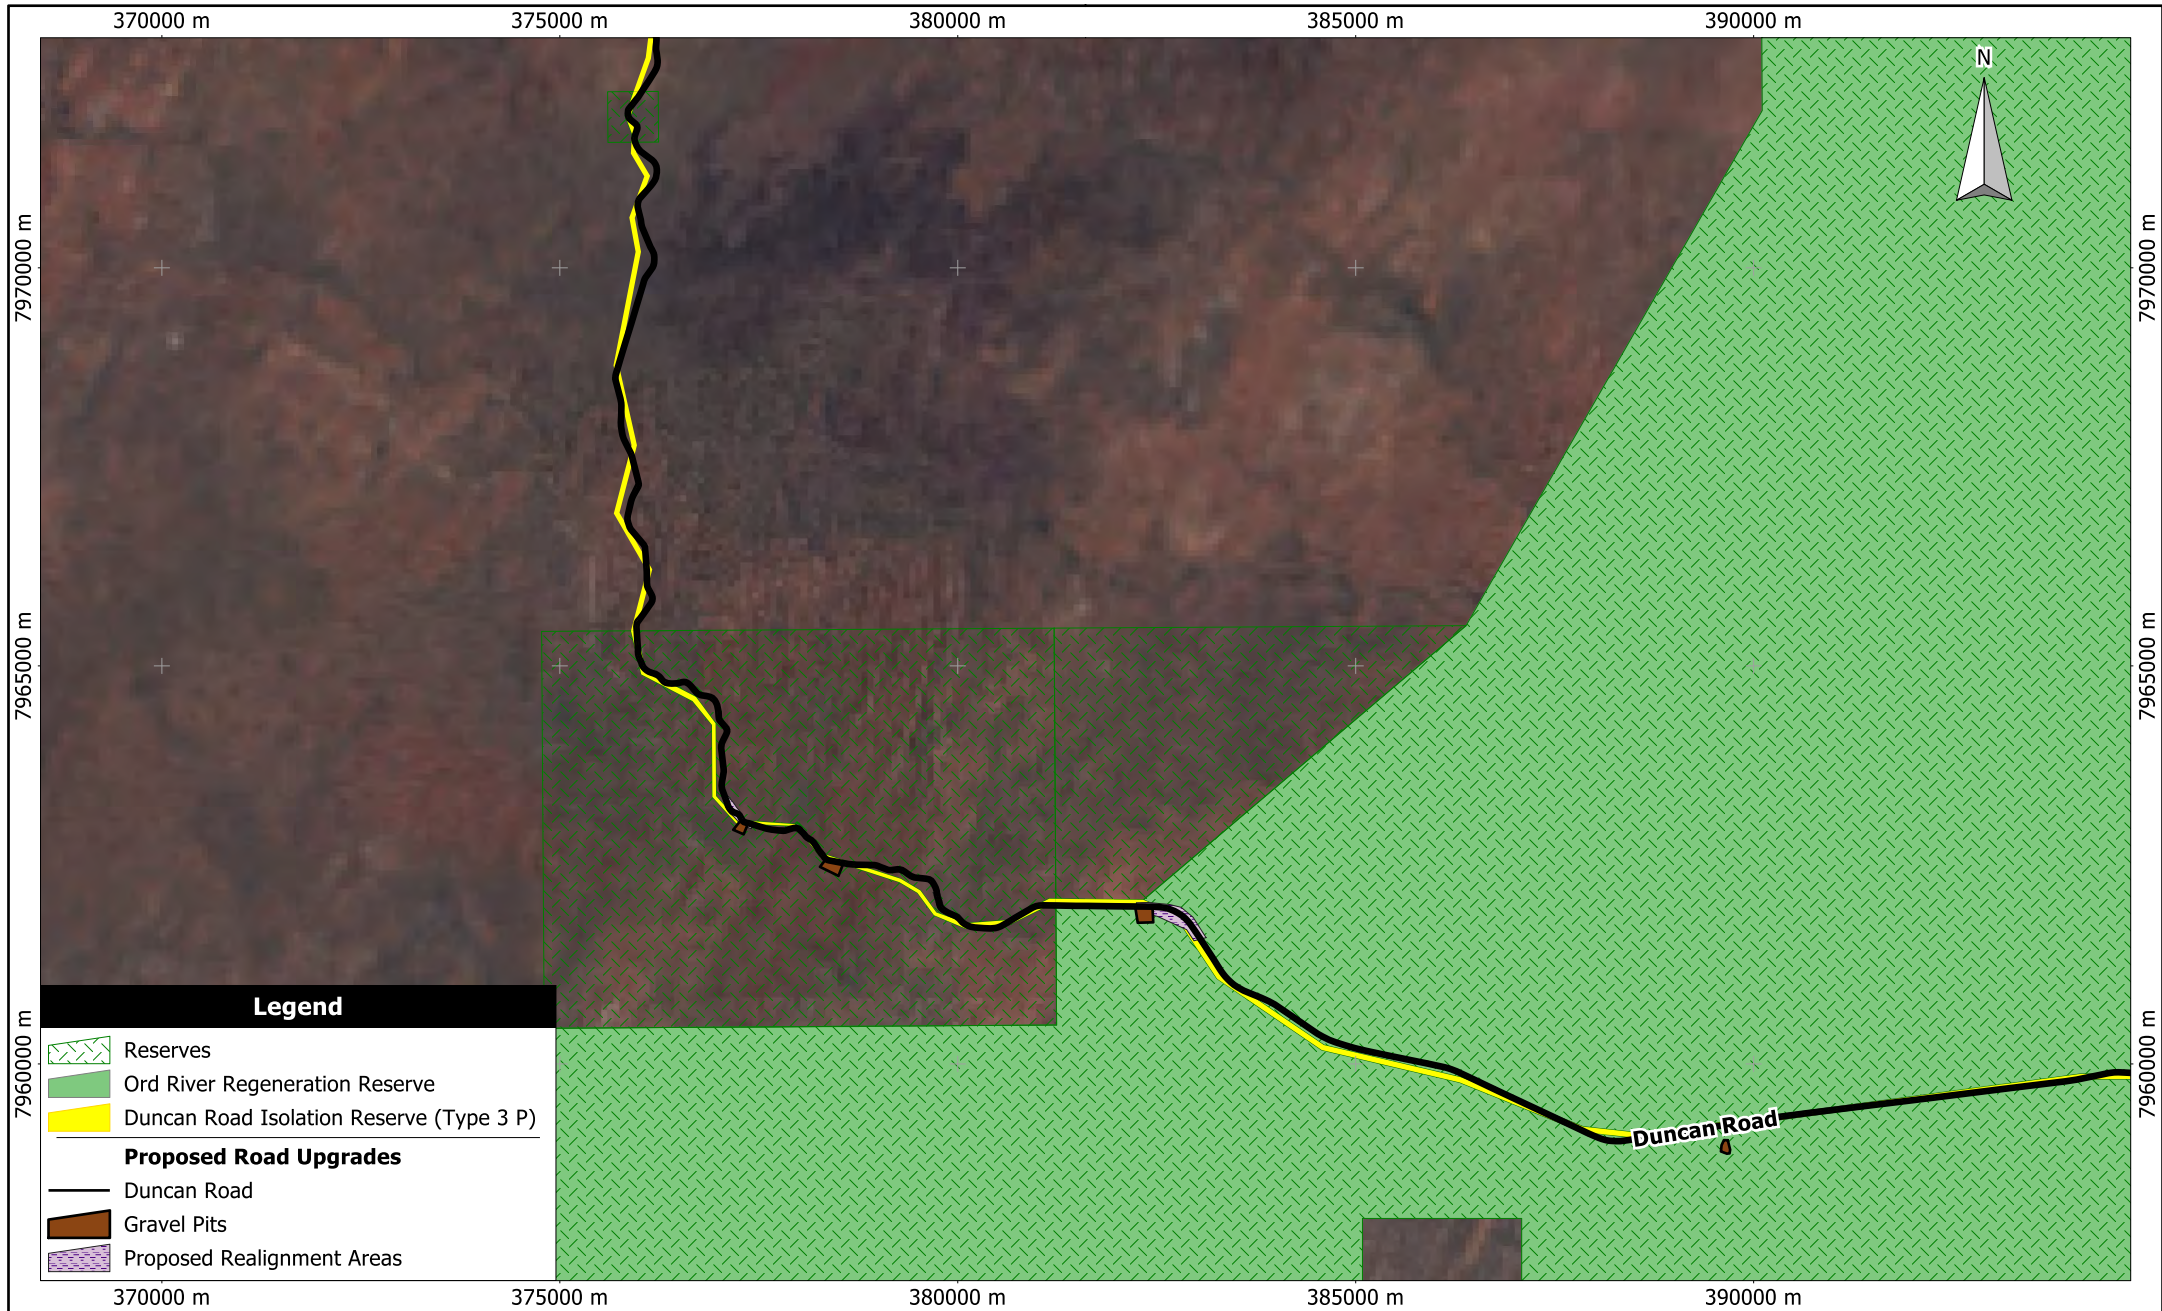 370000 m 375000 m 380000 m 385000 m 390000 m
N
7970000 m 7970000 m
7965000 m 7965000 m
7960000 m 7960000 m
Duncan Road
Legend
Reserves
Ord River Regeneration Reserve
Duncan Road Isolation Reserve (Type 3 P)
Proposed Road Upgrades
Duncan Road
Gravel Pits
Proposed Realignment Areas
370000 m 375000 m 380000 m 385000 m 390000 m